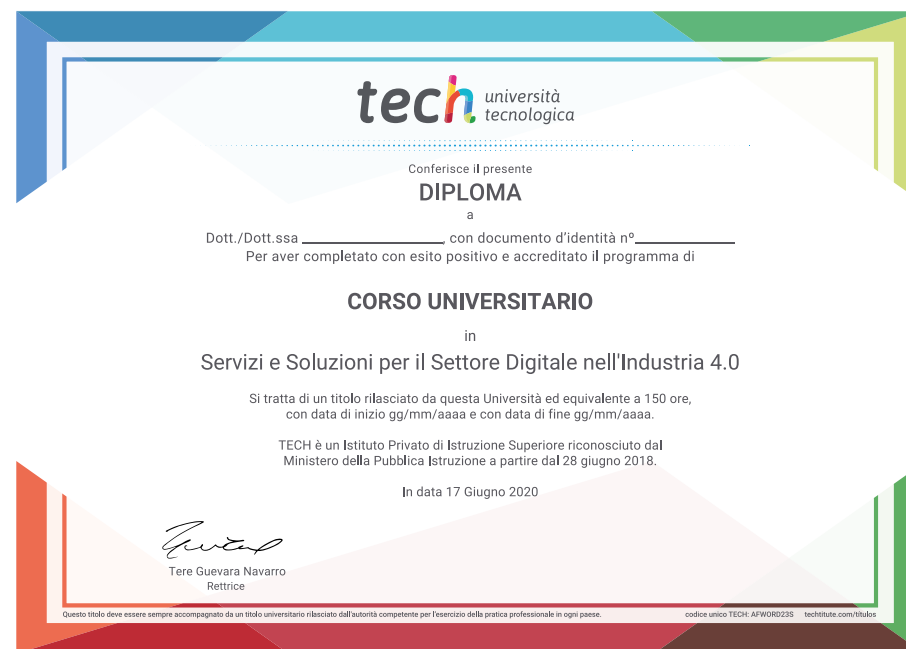 tech università
tecnologica
Conferisce il presente
DIPLOMA
a
Dott./Dott.ssa ____________________, con documento d'identità nº______________
Per aver completato con esito positivo e accreditato il programma di
CORSO UNIVERSITARIO
in
Servizi e Soluzioni per il Settore Digitale nell'Industria 4.0
Si tratta di un titolo rilasciato da questa Università ed equivalente a 150 ore,
con data di inizio gg/mm/aaaa e con data di fine gg/mm/aaaa.
TECH è un Istituto Privato di Istruzione Superiore riconosciuto dal
Ministero della Pubblica Istruzione a partire dal 28 giugno 2018.
In data 17 Giugno 2020
Tere Guevara Navarro
Rettrice
Questo titolo deve essere sempre accompagnato da un titolo universitario rilasciato dall'autorità competente per l'esercizio della pratica professionale in ogni paese. codice unico TECH: AFWORD23S techtitute.com/titulos